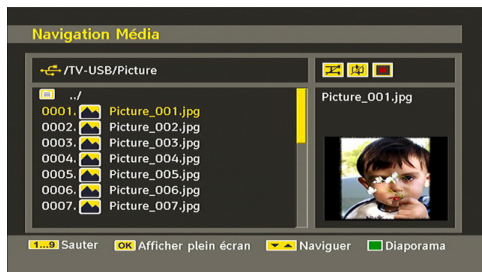 Navigation Média
/TV-USB/Picture
../
0001. Picture_001.jpg
0002. Picture_002.jpg
0003. Picture_003.jpg
0004. Picture_004.jpg
0005. Picture_005.jpg
0006. Picture_006.jpg
0007. Picture_007.jpg
Picture_001.jpg
1...9 Sauter OK Afficher plein écran Naviguer Diaporama